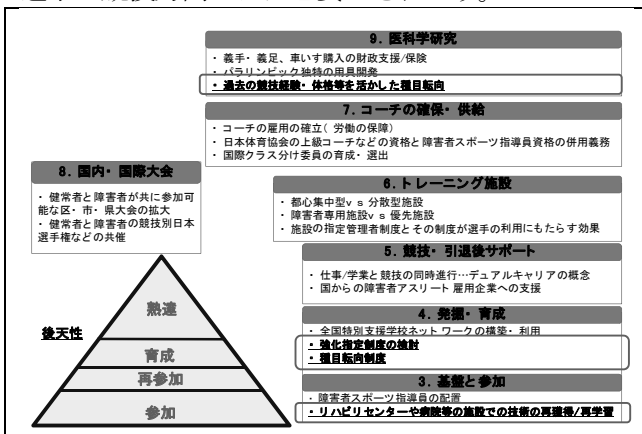 9. 医科学研究
・ 義手・義足、車いす購入の財政支援/保険
・ パラリンピック独特の用具開発
・ 過去の競技経験・体格等を活かした種目転向
7. コーチの確保・供給
・ コーチの雇用の確立( 労働の保障)
・ 日本体育協会の上級コーチなどの資格と障害者スポーツ指導員資格の併用義務
・ 国際クラス分け委員の育成・選出
8. 国内・国際大会
・ 健常者と障害者が共に参加可
能な区・市・県大会の拡大
・ 健常者と障害者の競技別日本
選手権などの共催
6. トレーニング施設
・ 都心集中型v s 分散型施設
・ 障害者専用施設v s 優先施設
・ 施設の指定管理者制度とその制度が選手の利用にもたらす効果
5. 競技・引退後サポート
・ 仕事/学業と競技の同時進行…デュアルキャリアの概念
・ 国からの障害者アスリート雇用企業への支援
4. 発掘・育成
・ 全国特別支援学校ネットワークの構築・利用
・ 強化指定制度の検討
・ 種目転向制度
3. 基盤と参加
・ 障害者スポーツ指導員の配置
・ リハビリセンターや病院等の施設での技術の再獲得/再学習
後天性
熟達
育成
再参加
参加